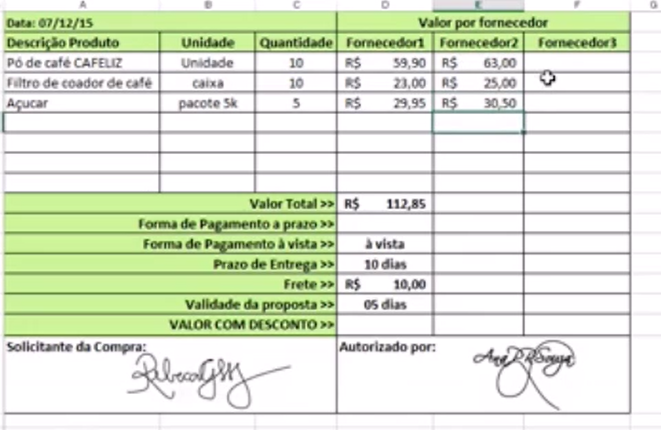 A B C D E F G
Data: 07/12/15 Valor por fornecedor
Descrição Produto Unidade Quantidade Fornecedor1 Fornecedor2 Fornecedor3
Pó de café CAFELIZ Unidade 10 R$ 59,90 R$ 63,00
Filtro de coador de café caixa 10 R$ 23,00 R$ 25,00
Açucar pacote 5k 5 R$ 29,95 R$ 30,50
Valor Total >> R$ 112,85
Forma de Pagamento a prazo >>
Forma de Pagamento à vista >> à vista
Prazo de Entrega >> 10 dias
Frete >> R$ 10,00
Validade da proposta >> 05 dias
VALOR COM DESCONTO >>
Solicitante da Compra: Autorizado por: